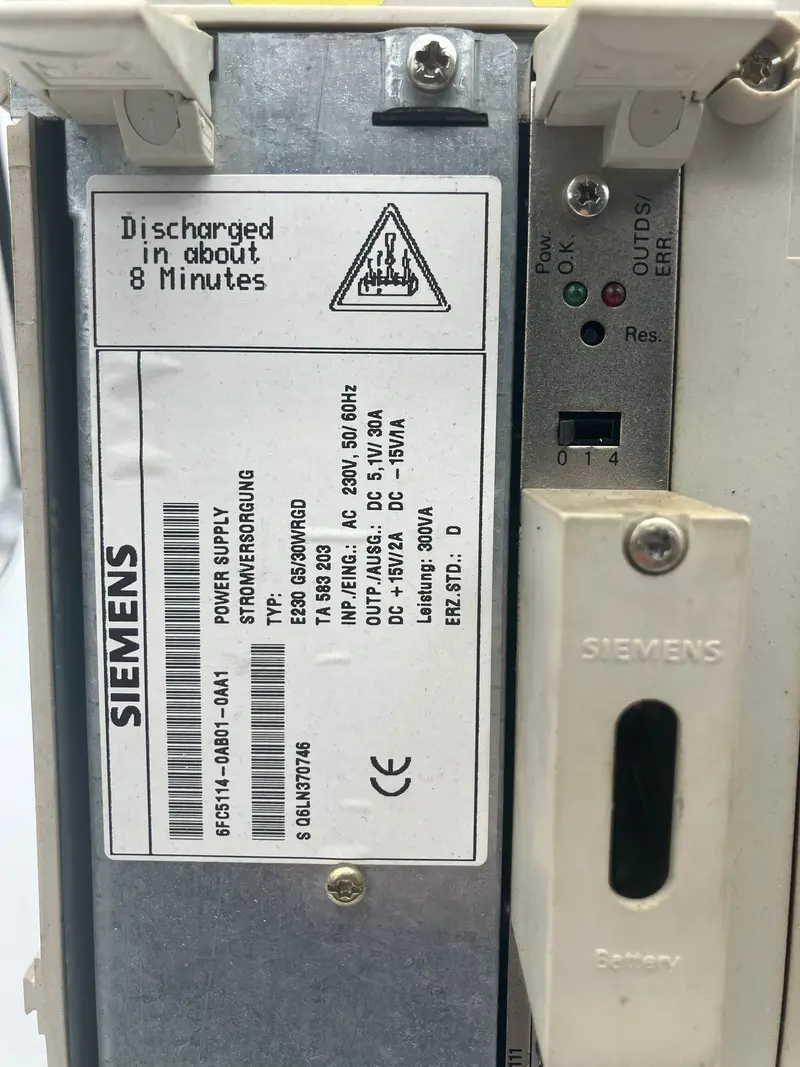 Discharged
in about
8 Minutes
SIEMENS
6FC5114-0AB01-0AA1
POWER SUPPLY
STROMVERSORGUNG
S Q6LN370746
TYP:
E230 G5/30WRGD
TA 583 203
INP./EING.: AC 230V, 50/60Hz
OUTP./AUSG.: DC 5,1V/30A
DC +15V/2A DC -15V/1A
Leistung: 300VA
ERZ.STD.: D
CE
Pow.
O.K.
OUTDS/
ERR.
Res.
0 1 4
SIEMENS
Battery
111